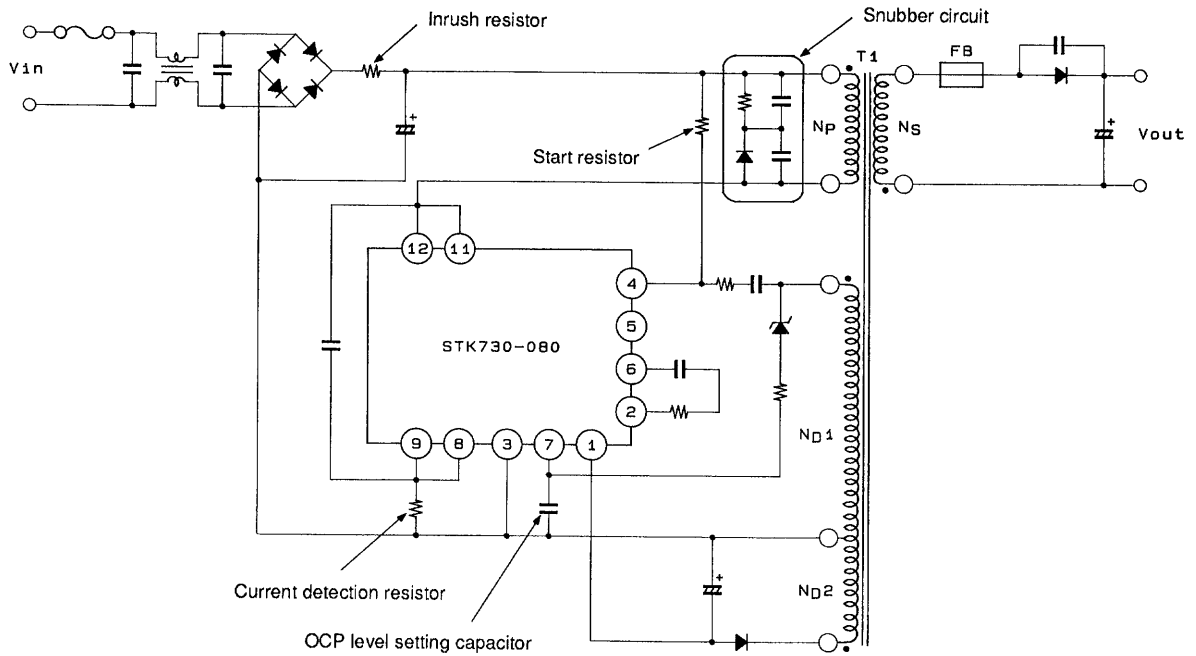 Snubber circuit
Inrush resistor
T1
FB
Vin
+
NP
NS
+
Vout
Start resistor
12
11
4
5
STK730-080
6
2
ND1
9
8
3
7
1
+
ND2
Current detection resistor
OCP level setting capacitor